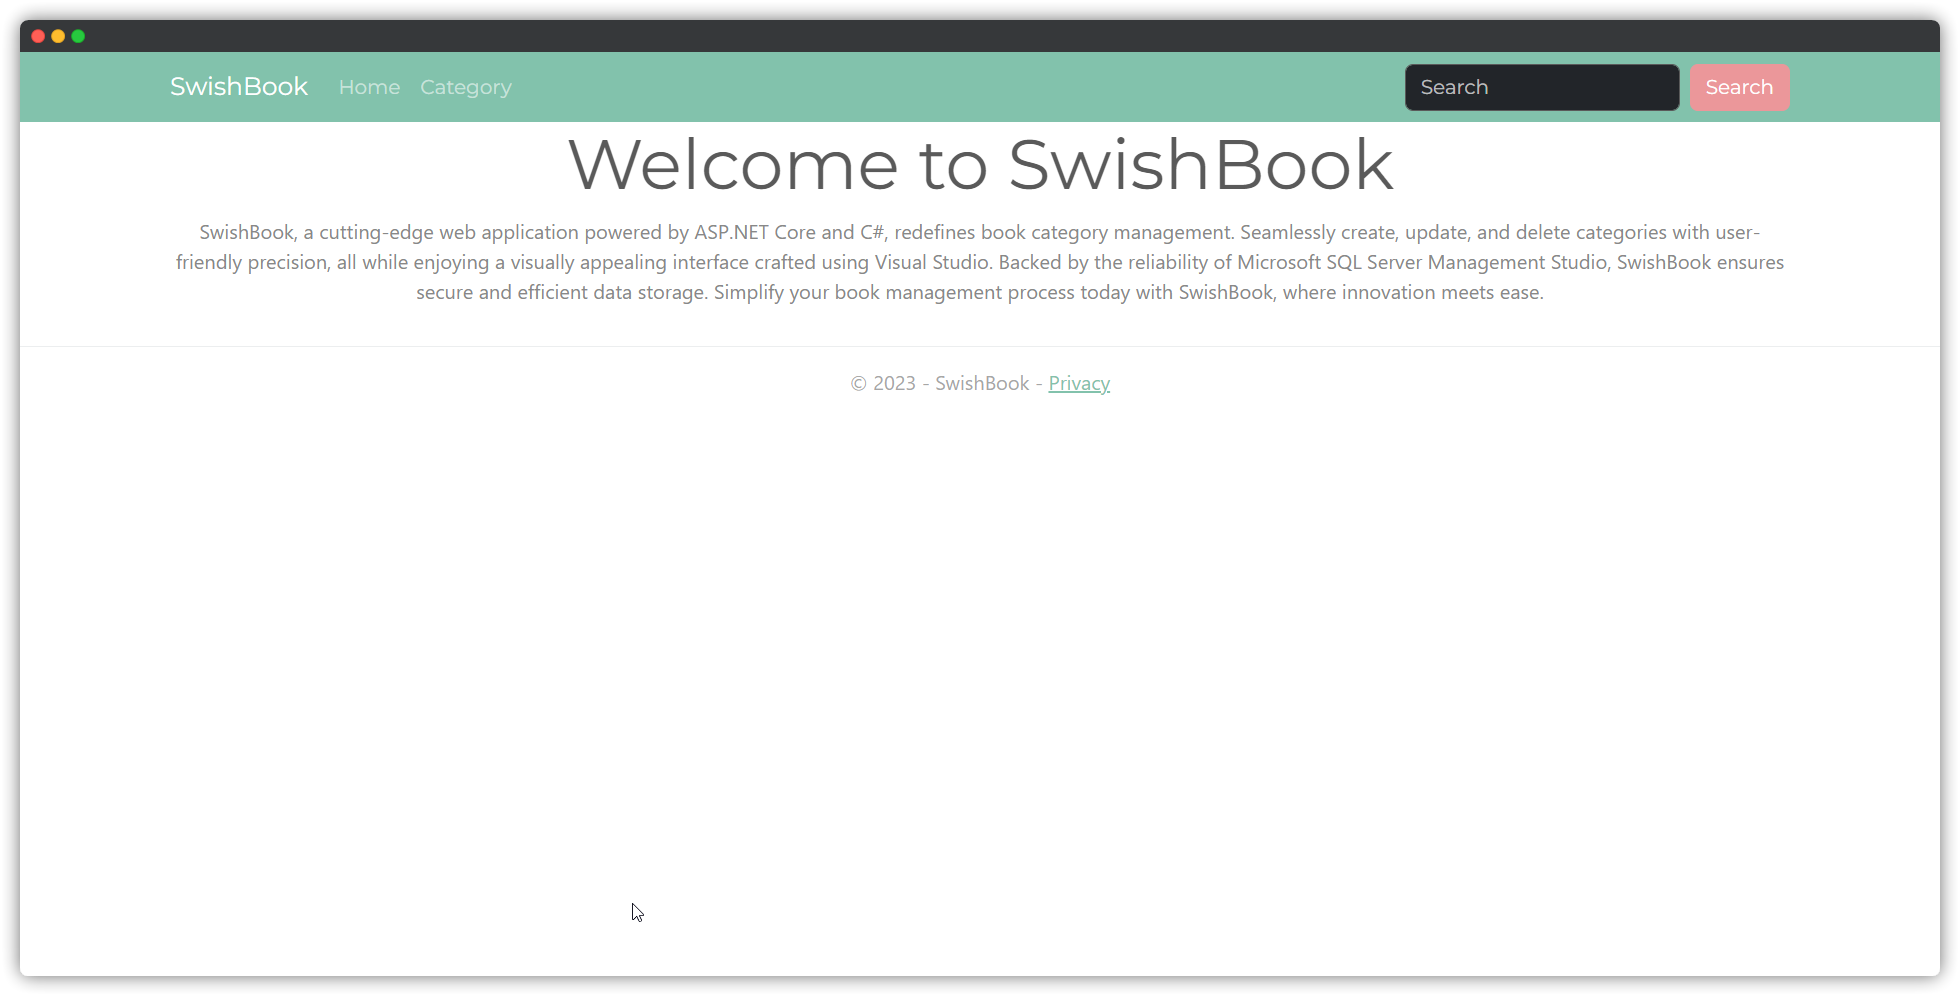 SwishBook Home Category Search Search
Welcome to SwishBook
SwishBook, a cutting-edge web application powered by ASP.NET Core and C#, redefines book category management. Seamlessly create, update, and delete categories with user-
friendly precision, all while enjoying a visually appealing interface crafted using Visual Studio. Backed by the reliability of Microsoft SQL Server Management Studio, SwishBook ensures
secure and efficient data storage. Simplify your book management process today with SwishBook, where innovation meets ease.
© 2023 - SwishBook - Privacy